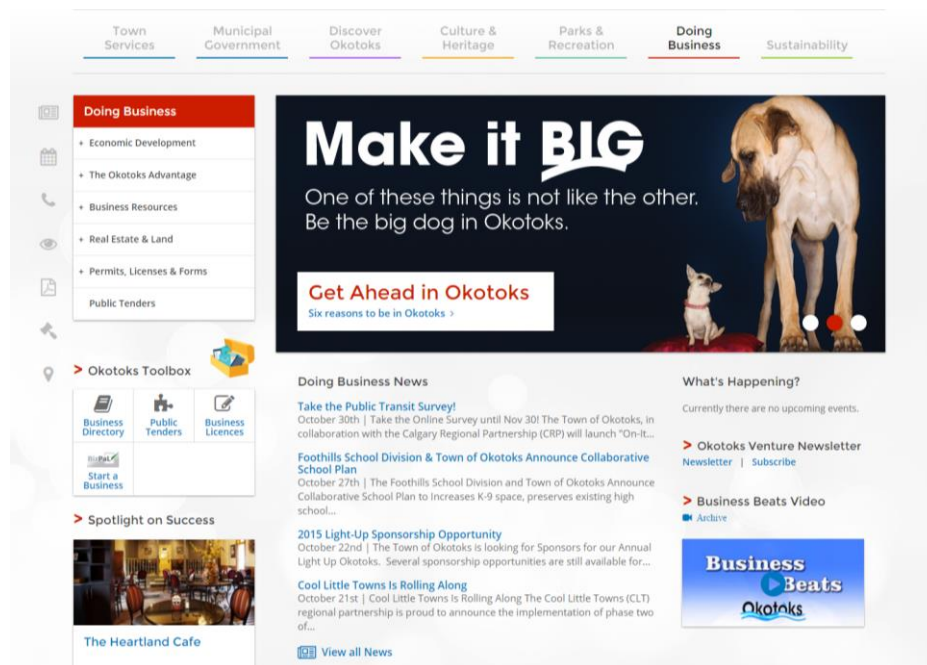 Town
Services
Municipal
Government
Discover
Okotoks
Culture &
Heritage
Parks &
Recreation
Doing
Business
Sustainability
Doing Business
+ Economic Development
+ The Okotoks Advantage
+ Business Resources
+ Real Estate & Land
+ Permits, Licenses & Forms
Public Tenders
Make it BIG
One of these things is not like the other.
Be the big dog in Okotoks.
Get Ahead in Okotoks
Six reasons to be in Okotoks >
> Okotoks Toolbox
Business
Directory
Public
Tenders
Business
Licences
BizPaL
Start a
Business
> Spotlight on Success
The Heartland Cafe
Doing Business News
Take the Public Transit Survey!
October 30th | Take the Online Survey until Nov 30! The Town of Okotoks, in
collaboration with the Calgary Regional Partnership (CRP) will launch "On-It...
Foothills School Division & Town of Okotoks Announce Collaborative
School Plan
October 27th | The Foothills School Division and Town of Okotoks Announce
Collaborative School Plan to Increases K-9 space, preserves existing high
school...
2015 Light-Up Sponsorship Opportunity
October 22nd | The Town of Okotoks is looking for Sponsors for our Annual
Light Up Okotoks. Several sponsorship opportunities are still available for...
Cool Little Towns Is Rolling Along
October 21st | Cool Little Towns Is Rolling Along The Cool Little Towns (CLT)
regional partnership is proud to announce the implementation of phase two
of...
View all News
What's Happening?
Currently there are no upcoming events.
> Okotoks Venture Newsletter
Newsletter | Subscribe
> Business Beats Video
Archive
Business
Beats
Okotoks